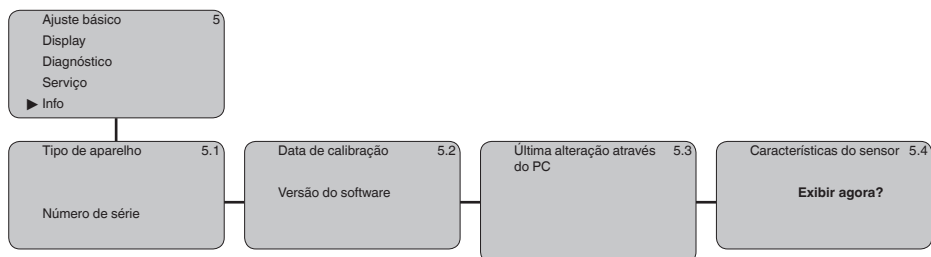 Ajuste básico 5
Display
Diagnóstico
Serviço
▶ Info
Tipo de aparelho 5.1
Número de série
Data de calibração 5.2
Versão do software
Última alteração através 5.3
do PC
Características do sensor 5.4
Exibir agora?